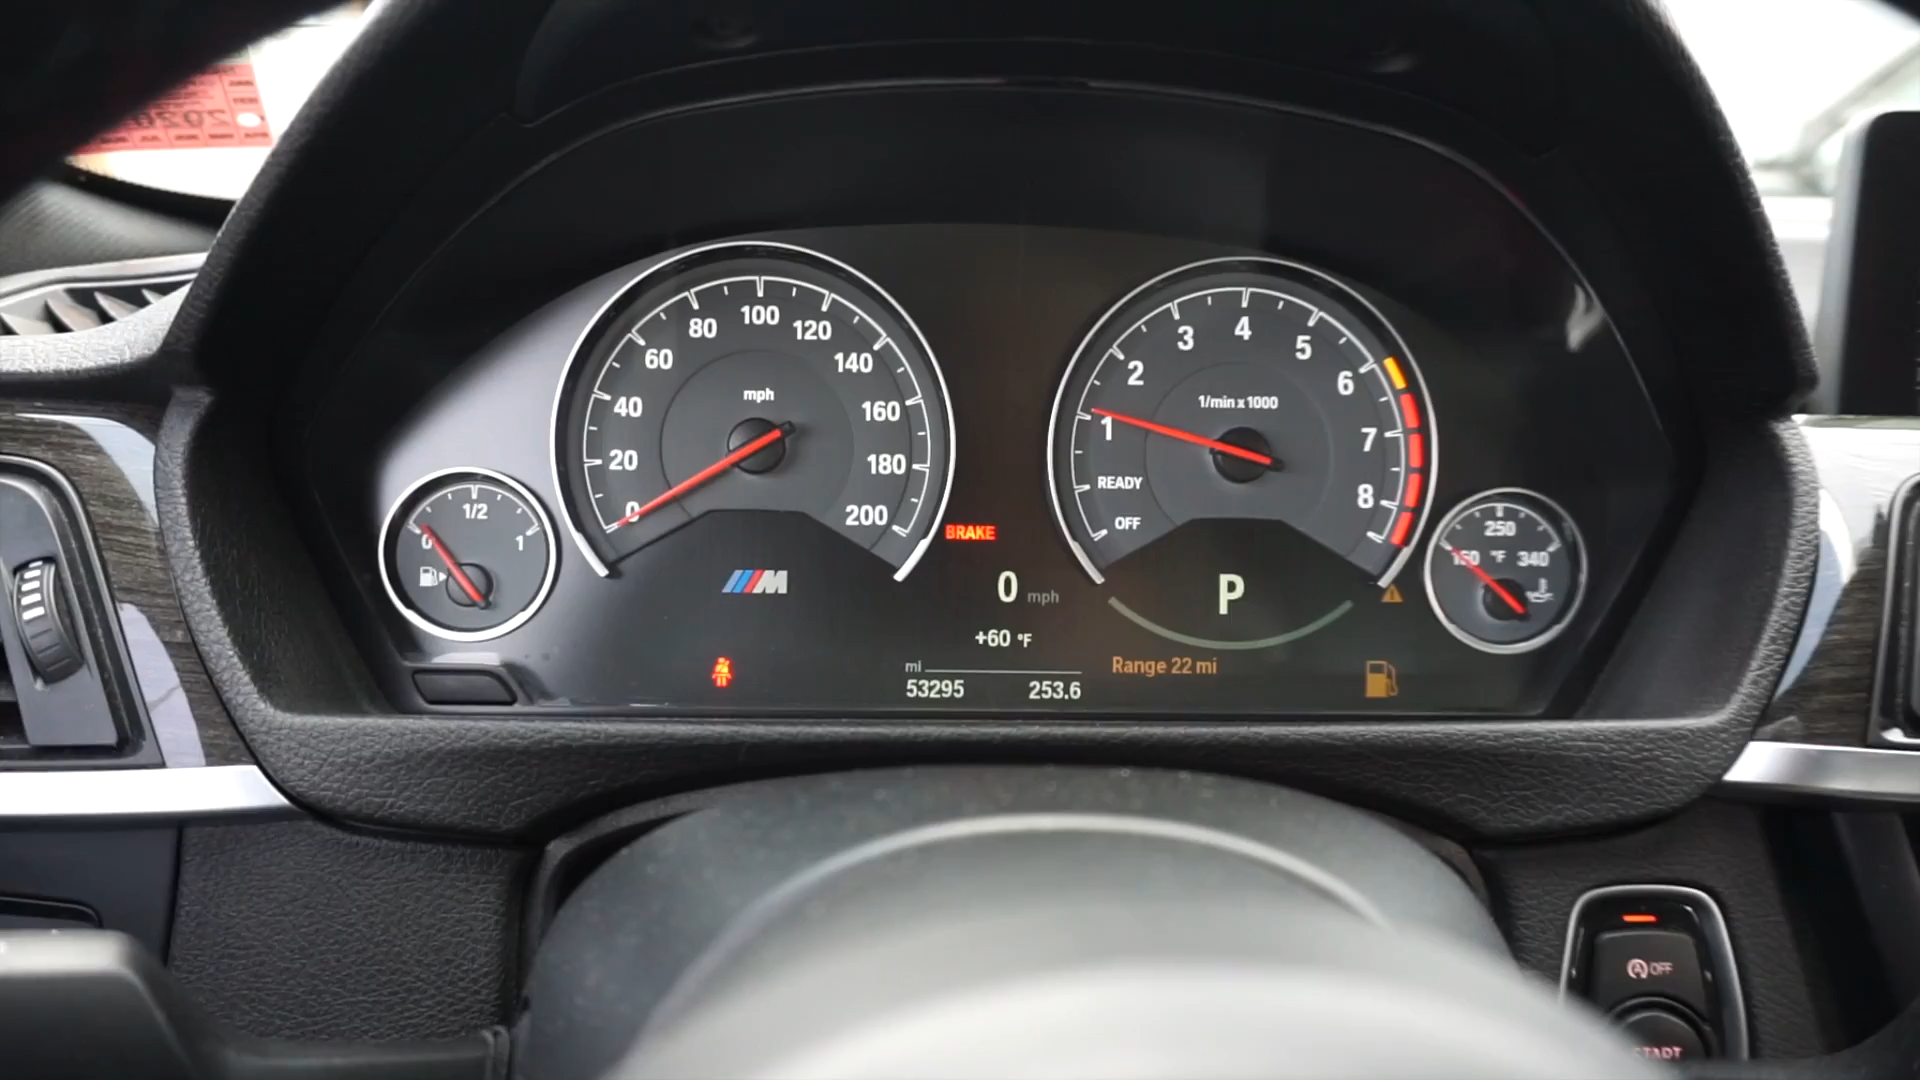 2020
100
80 120
60 140
mph
40 160
20 180
0 200
4
3 5
2 6
1/min x 1000
1 7
READY 8
OFF
1/2
0 1
250
150 °F 340
BRAKE
M
0 mph
P
+60 °F
mi
53295 253.6
Range 22 mi
A OFF
START